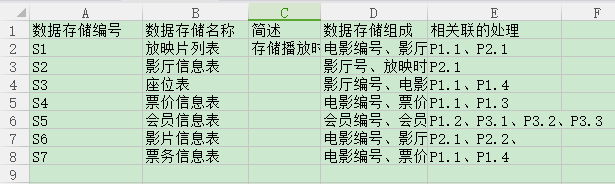 A B C D E F
1 数据存储编号 数据存储名称 简述 数据存储组成 相关联的处理
2 S1 放映片列表 存储播放时 电影编号、影厅 P1.1、P2.1
3 S2 影厅信息表 影厅号、放映时 P2.1
4 S3 座位表 影厅编号、电影 P1.1、P1.4
5 S4 票价信息表 电影编号、票价 P1.1、P1.3
6 S5 会员信息表 会员编号、会员 P1.2、P3.1、P3.2、P3.3
7 S6 影片信息表 电影编号、影厅 P2.1、P2.2、
8 S7 票务信息表 电影编号、票价 P1.1、P1.4
9